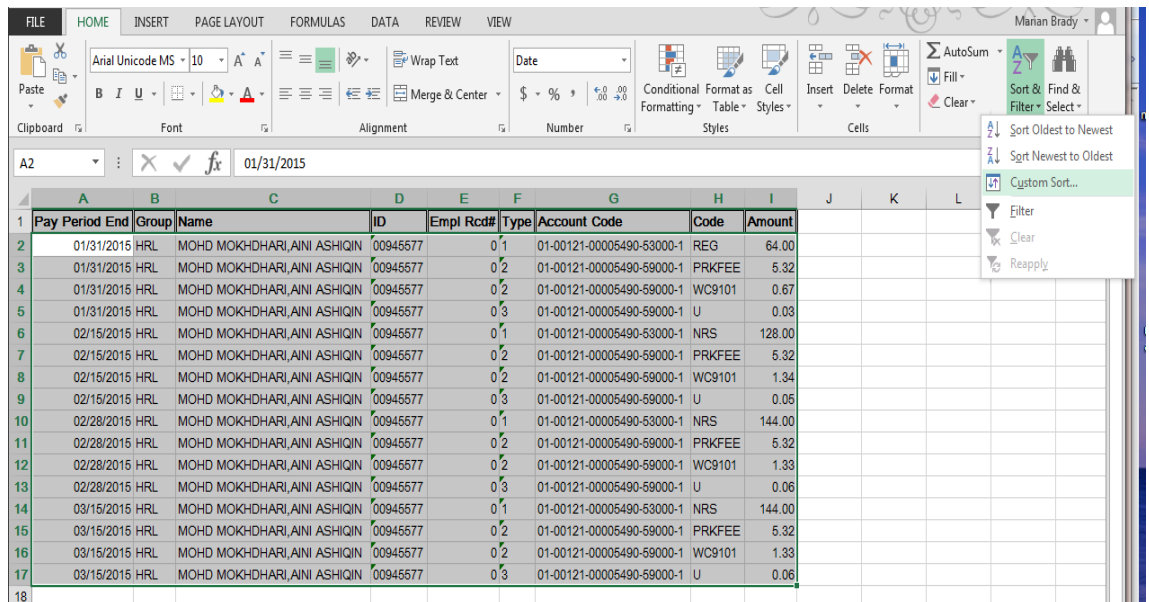 FILE HOME INSERT PAGE LAYOUT FORMULAS DATA REVIEW VIEW Marian Brady
Arial Unicode MS 10 A A Wrap Text Date AutoSum
Fill
Paste B I U A Merge & Center $ % , .00 .00 Conditional Format as Cell Insert Delete Format Clear Sort & Find &
Formatting Table Styles Filter Select
Clipboard Font Alignment Number Styles Cells
Sort Oldest to Newest
Sort Newest to Oldest
Custom Sort...
Filter
Clear
Reapply
A2 fx 01/31/2015
A B C D E F G H I J K L
1 Pay Period End Group Name ID Empl Rcd# Type Account Code Code Amount
2 01/31/2015 HRL MOHD MOKHDHARI,AINI ASHIQIN 00945577 0 1 01-00121-00005490-53000-1 REG 64.00
3 01/31/2015 HRL MOHD MOKHDHARI,AINI ASHIQIN 00945577 0 2 01-00121-00005490-59000-1 PRKFEE 5.32
4 01/31/2015 HRL MOHD MOKHDHARI,AINI ASHIQIN 00945577 0 2 01-00121-00005490-59000-1 WC9101 0.67
5 01/31/2015 HRL MOHD MOKHDHARI,AINI ASHIQIN 00945577 0 3 01-00121-00005490-59000-1 U 0.03
6 02/15/2015 HRL MOHD MOKHDHARI,AINI ASHIQIN 00945577 0 1 01-00121-00005490-53000-1 NRS 128.00
7 02/15/2015 HRL MOHD MOKHDHARI,AINI ASHIQIN 00945577 0 2 01-00121-00005490-59000-1 PRKFEE 5.32
8 02/15/2015 HRL MOHD MOKHDHARI,AINI ASHIQIN 00945577 0 2 01-00121-00005490-59000-1 WC9101 1.34
9 02/15/2015 HRL MOHD MOKHDHARI,AINI ASHIQIN 00945577 0 3 01-00121-00005490-59000-1 U 0.05
10 02/28/2015 HRL MOHD MOKHDHARI,AINI ASHIQIN 00945577 0 1 01-00121-00005490-53000-1 NRS 144.00
11 02/28/2015 HRL MOHD MOKHDHARI,AINI ASHIQIN 00945577 0 2 01-00121-00005490-59000-1 PRKFEE 5.32
12 02/28/2015 HRL MOHD MOKHDHARI,AINI ASHIQIN 00945577 0 2 01-00121-00005490-59000-1 WC9101 1.33
13 02/28/2015 HRL MOHD MOKHDHARI,AINI ASHIQIN 00945577 0 3 01-00121-00005490-59000-1 U 0.06
14 03/15/2015 HRL MOHD MOKHDHARI,AINI ASHIQIN 00945577 0 1 01-00121-00005490-53000-1 NRS 144.00
15 03/15/2015 HRL MOHD MOKHDHARI,AINI ASHIQIN 00945577 0 2 01-00121-00005490-59000-1 PRKFEE 5.32
16 03/15/2015 HRL MOHD MOKHDHARI,AINI ASHIQIN 00945577 0 2 01-00121-00005490-59000-1 WC9101 1.33
17 03/15/2015 HRL MOHD MOKHDHARI,AINI ASHIQIN 00945577 0 3 01-00121-00005490-59000-1 U 0.06
18